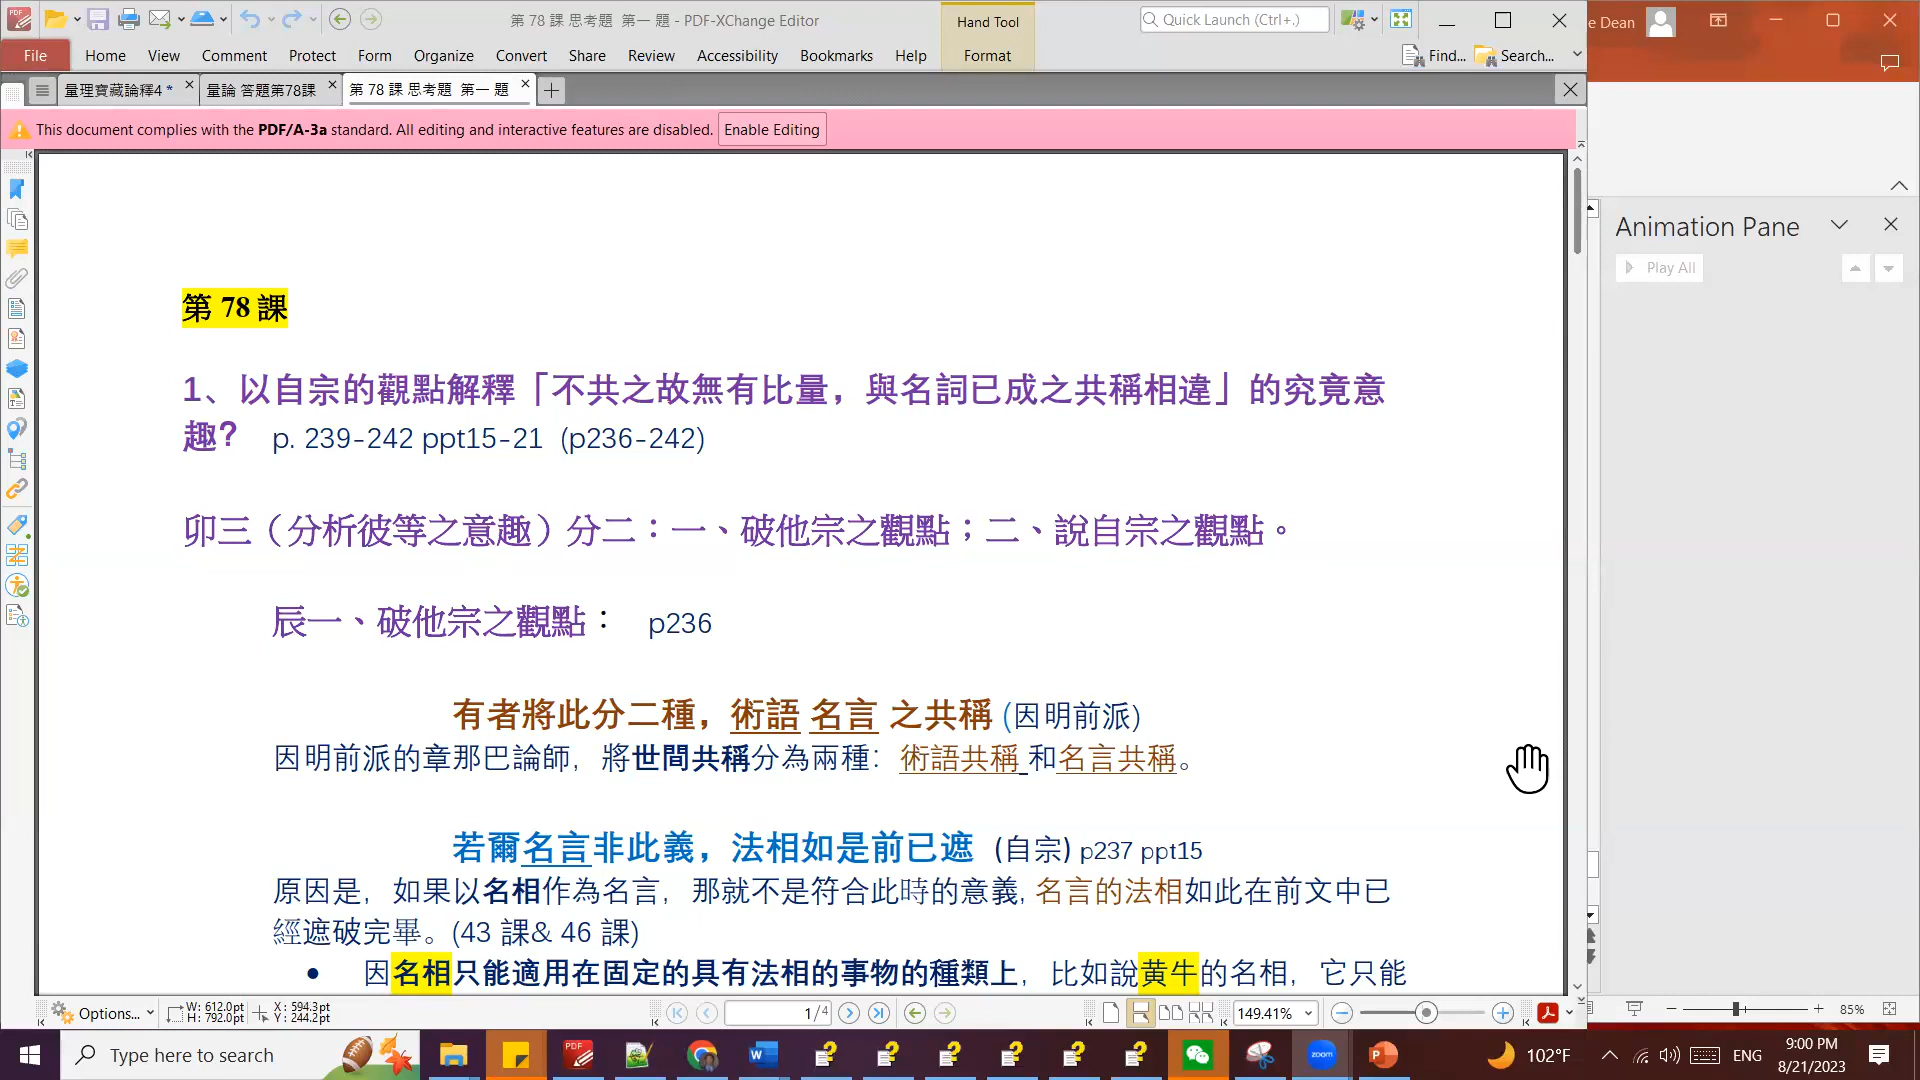 第 78 課 思考題 第一 題 - PDF-XChange Editor
Hand Tool
Quick Launch (Ctrl+.)
e Dean
File
Home
View
Comment
Protect
Form
Organize
Convert
Share
Review
Accessibility
Bookmarks
Help
Format
Find...
Search...
量理寶藏論釋4 *
量論 答題第78課
第 78 課 思考題 第一 題
This document complies with the PDF/A-3a standard. All editing and interactive features are disabled.
Enable Editing
Animation Pane
Play All
第 78 課
1、以自宗的觀點解釋「不共之故無有比量，與名詞已成之共稱相違」的究竟意
趣？ p. 239-242 ppt15-21 (p236-242)
卯三（分析彼等之意趣）分二：一、破他宗之觀點；二、說自宗之觀點。
辰一、破他宗之觀點： p236
有者將此分二種，術語 名言 之共稱 (因明前派)
因明前派的章那巴論師，將世間共稱分為兩種：術語共稱 和名言共稱。
若爾名言非此義，法相如是前已遮 (自宗) p237 ppt15
原因是，如果以名相作為名言，那就不是符合此時的意義, 名言的法相如此在前文中已
經遮破完畢。(43 課& 46 課)
• 因名相只能適用在固定的具有法相的事物的種類上，比如說黄牛的名相，它只能
Options...
W: 612.0pt
H: 792.0pt
X: 594.3pt
Y: 244.2pt
1 / 4
149.41%
85%
Type here to search
zoom
102°F
ENG
9:00 PM
8/21/2023